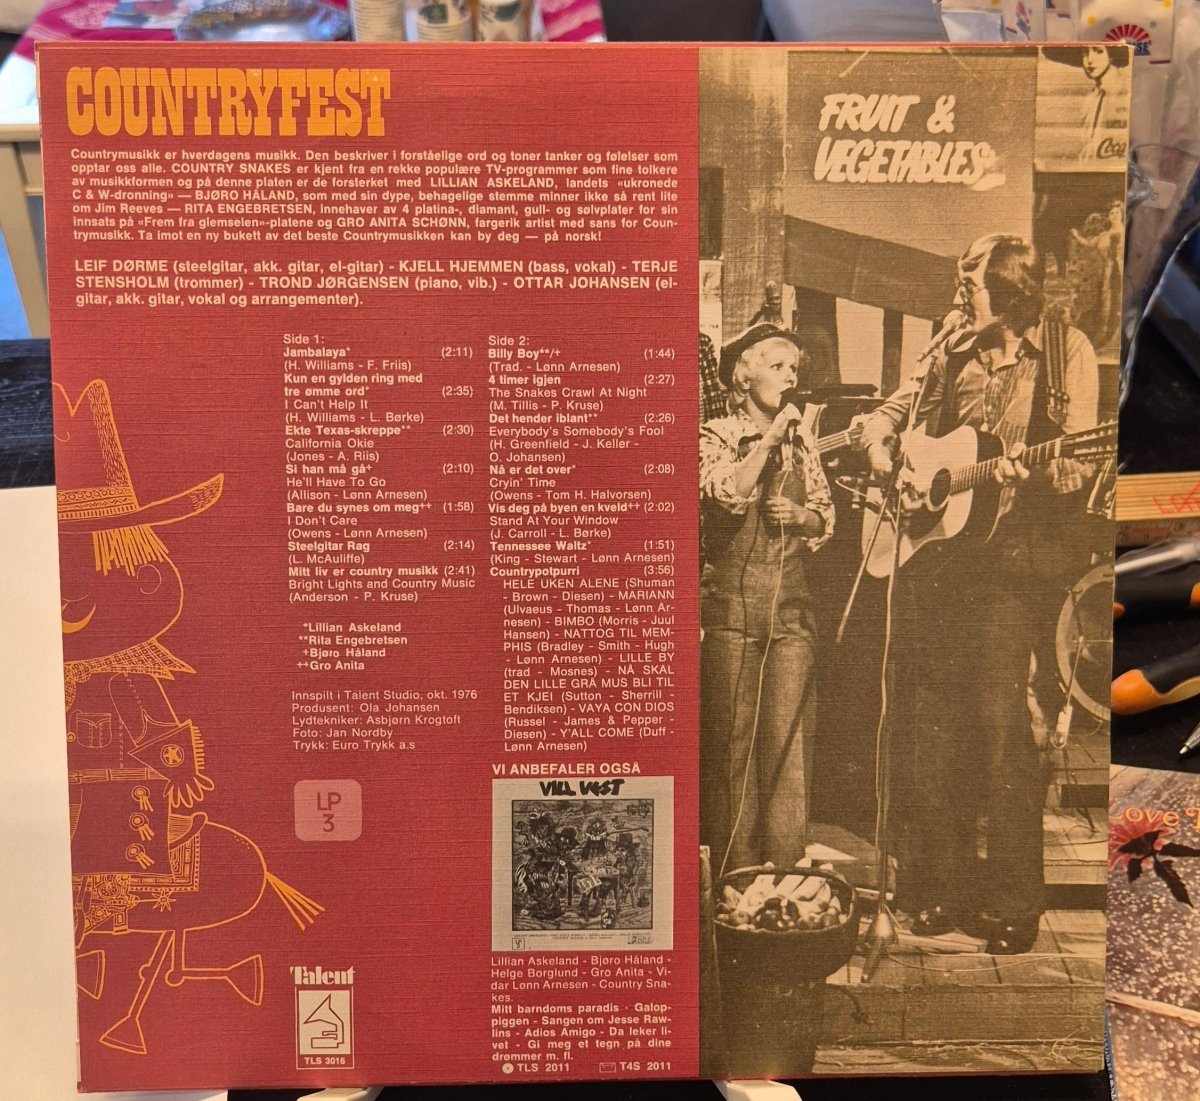 COUNTRYFEST
Countrymusikk er hverdagens musikk. Den beskriver i forståelige ord og toner tanker og følelser som
opptar oss alle. COUNTRY SNAKES er kjent fra en rekke populære TV-programmer som fine tolkere
av musikkformen og på denne platen er de forsterket med LILLIAN ASKELAND, landets «ukronede
C & W-dronning» — BJØRO HÅLAND, som med sin dype, behagelige stemme minner ikke så rent lite
om Jim Reeves — RITA ENGEBRETSEN, innehaver av 4 platina-, diamant, gull- og sølvplater for sin
innsats på «Frem fra glemselen»-platene og GRO ANITA SCHØNN, fargerik artist med sans for Coun-
trymusikk. Ta imot en ny bukett av det beste Countrymusikken kan by deg — på norsk!
LEIF DØRME (steelgitar, akk. gitar, el-gitar) - KJELL HJEMMEN (bass, vokal) - TERJE
STENSHOLM (trommer) - TROND JØRGENSEN (piano, vib.) - OTTAR JOHANSEN (el-
gitar, akk. gitar, vokal og arrangementer).
Side 1:
Jambalaya* (2:11)
(H. Williams - F. Friis)
Kun en gylden ring med
tre ømme ord* (2:35)
I Can't Help It
(H. Williams - L. Børke)
Ekte Texas-skreppe** (2:30)
California Okie
(Jones - A. Riis)
Si han må gå+ (2:10)
He'll Have To Go
(Allison - Lønn Arnesen)
Bare du synes om meg++ (1:58)
I Don't Care
(Owens - Lønn Arnesen)
Steelgitar Rag (2:14)
(L. McAuliffe)
Mitt liv er country musikk (2:41)
Bright Lights and Country Music
(Anderson - P. Kruse)
*Lillian Askeland
**Rita Engebretsen
+Bjøro Håland
++Gro Anita
Innspilt i Talent Studio, okt. 1976
Produsent: Ola Johansen
Lydtekniker: Asbjørn Krogtoft
Foto: Jan Nordby
Trykk: Euro Trykk a.s
LP
3
Talent
TLS 3016
Side 2:
Billy Boy**/+ (1:44)
(Trad. - Lønn Arnesen)
4 timer igjen (2:27)
The Snakes Crawl At Night
(M. Tillis - P. Kruse)
Det hender iblant** (2:26)
Everybody's Somebody's Fool
(H. Greenfield - J. Keller -
O. Johansen)
Nå er det over* (2:08)
Cryin' Time
(Owens - Tom H. Halvorsen)
Vis deg på byen en kveld++ (2:02)
Stand At Your Window
(J. Carroll - L. Børke)
Tennessee Waltz* (1:51)
(King - Stewart - Lønn Arnesen)
Countrypotpurri (3:56)
HELE UKEN ALENE (Shuman
- Brown - Diesen) - MARIANN
(Ulvaeus - Thomas - Lønn Ar-
nesen) - BIMBO (Morris - Juul
Hansen) - NATTOG TIL MEM-
PHIS (Bradley - Smith - Hugh
- Lønn Arnesen) - LILLE BY
(trad - Mosnes) - NÅ SKAL
DEN LILLE GRÅ MUS BLI TIL
ET KJEI (Sutton - Sherrill -
Bendiksen) - VAYA CON DIOS
(Russel - James & Pepper -
Diesen) - Y'ALL COME (Duff -
Lønn Arnesen)
VI ANBEFALER OGSÅ
VILL VEST
Lillian Askeland - Bjøro Håland -
Helge Borglund - Gro Anita - Vi-
dar Lønn Arnesen - Country Sna-
kes.
Mitt barndoms paradis - Galop-
piggen - Sangen om Jesse Raw-
lins - Adios Amigo - Da leker li-
vet - Gi meg et tegn på dine
drømmer m. fl.
TLS 2011 T4S 2011
FRUIT &
VEGETABLES
Coca
Love